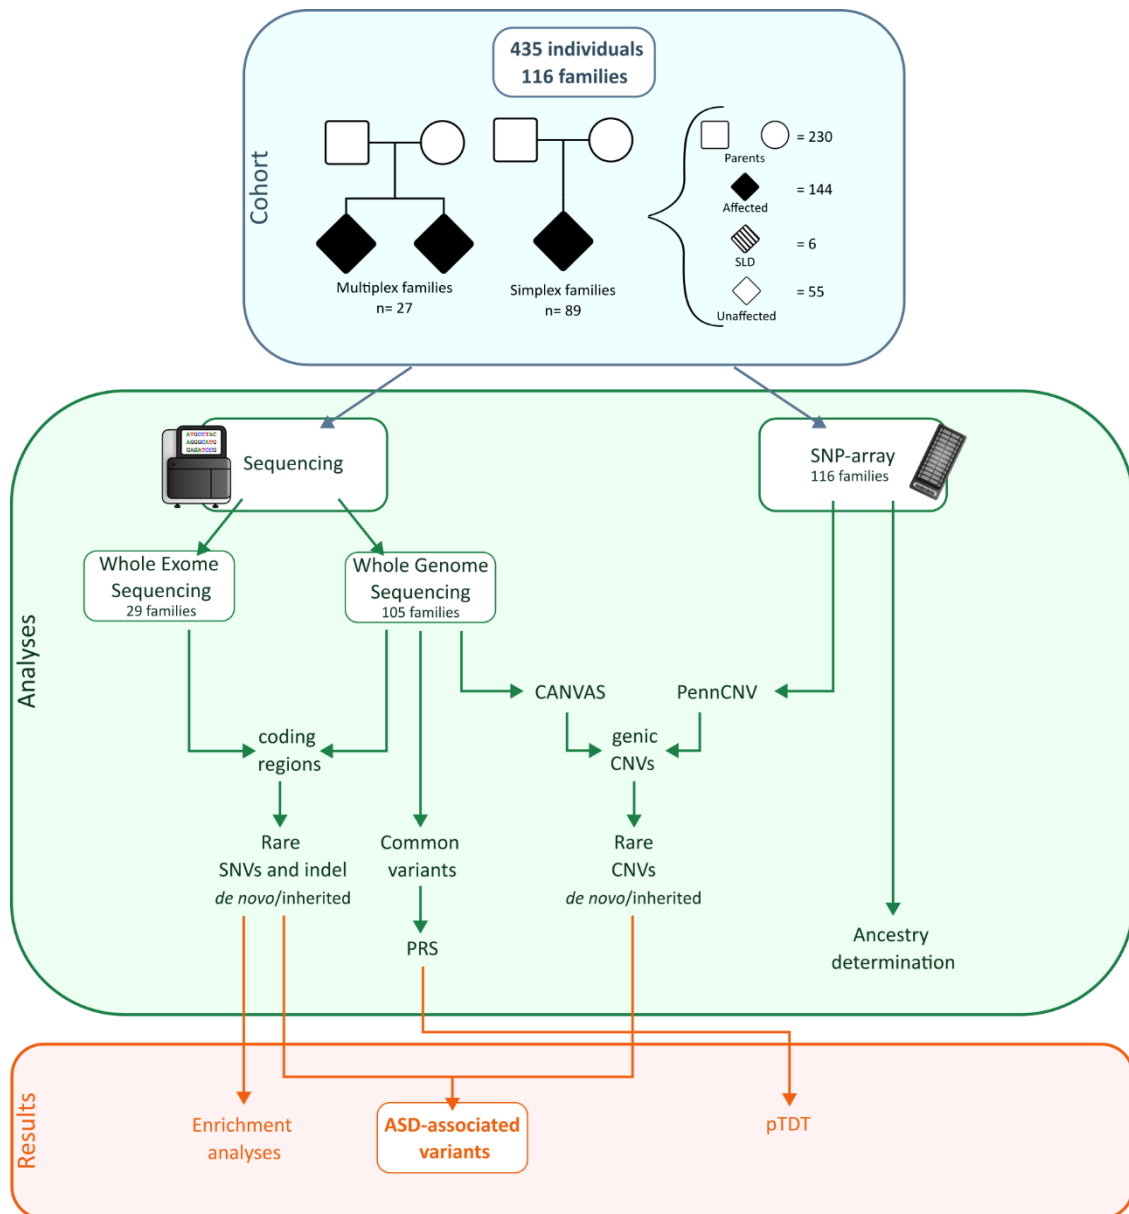 435 individuals
116 families
Cohort
Multiplex families
n= 27
Simplex families
n= 89
= 230
Parents
= 144
Affected
= 6
SLD
= 55
Unaffected
Analyses
ATGCCTAC
AGGGCATG
GAGATCCG
Sequencing
SNP-array
116 families
Whole Exome
Sequencing
29 families
Whole Genome
Sequencing
105 families
CANVAS
PennCNV
coding
regions
genic
CNVs
Rare
SNVs and indel
de novo/inherited
Common
variants
Rare
CNVs
de novo/inherited
PRS
Ancestry
determination
Results
Enrichment
analyses
ASD-associated
variants
pTDT